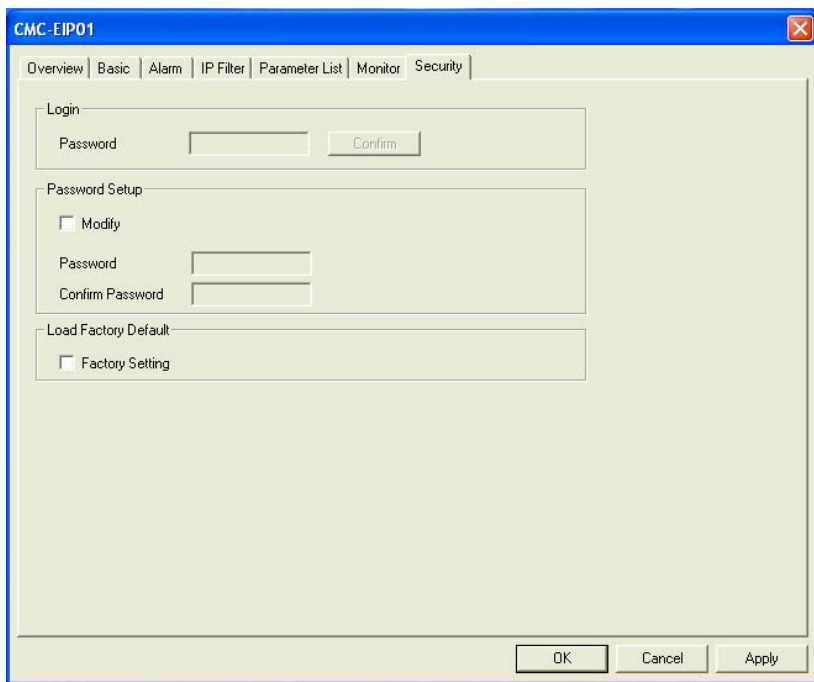 CMC-EIP01
Overview Basic Alarm IP Filter Parameter List Monitor Security
Login
Password Confirm
Password Setup
Modify
Password
Confirm Password
Load Factory Default
Factory Setting
OK Cancel Apply